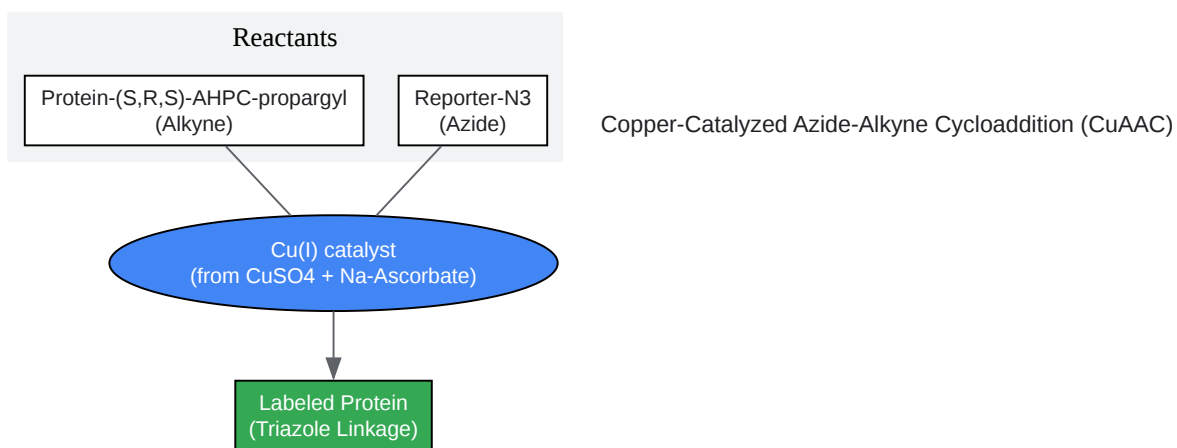 Reactants
Protein-(S,R,S)-AHPC-propargyl
(Alkyne)
Reporter-N3
(Azide)
Copper-Catalyzed Azide-Alkyne Cycloaddition (CuAAC)
Cu(I) catalyst
(from CuSO4 + Na-Ascorbate)
Labeled Protein
(Triazole Linkage)